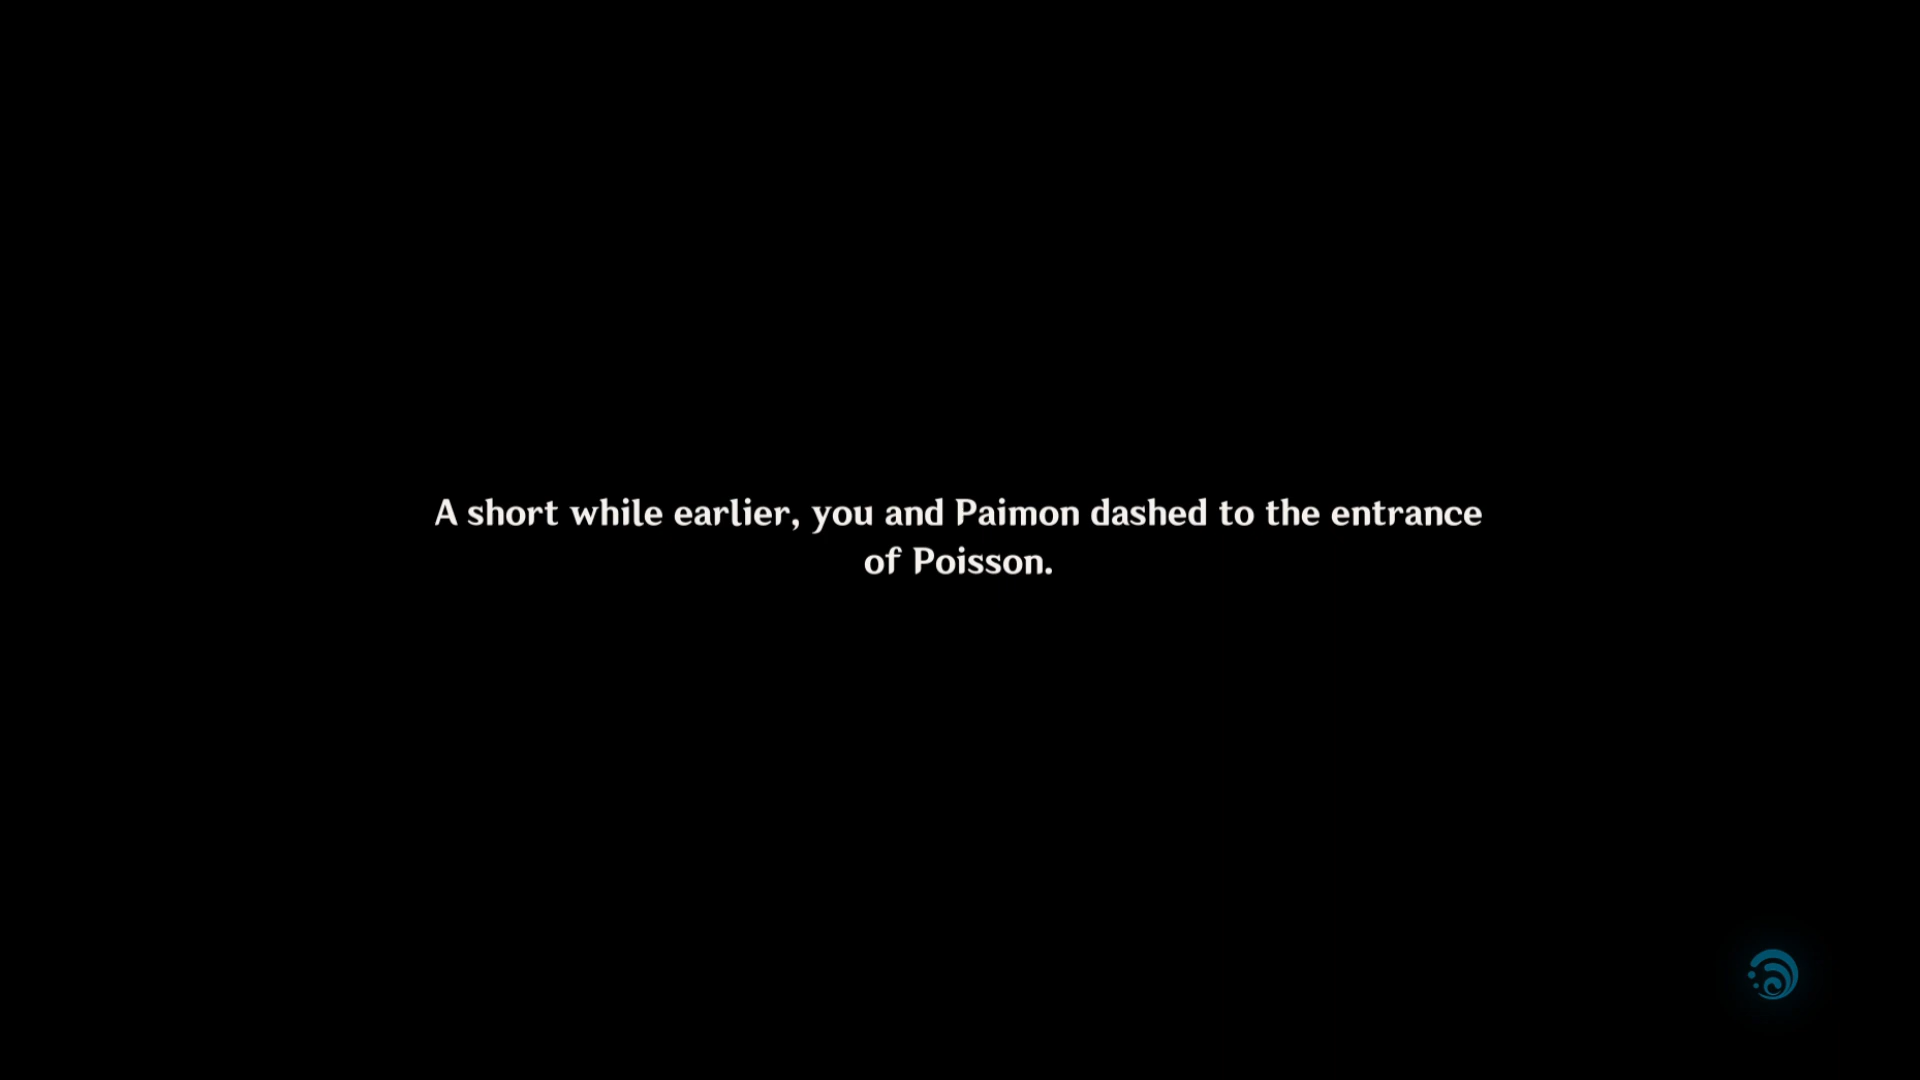 A short while earlier, you and Paimon dashed to the entrance
of Poisson.